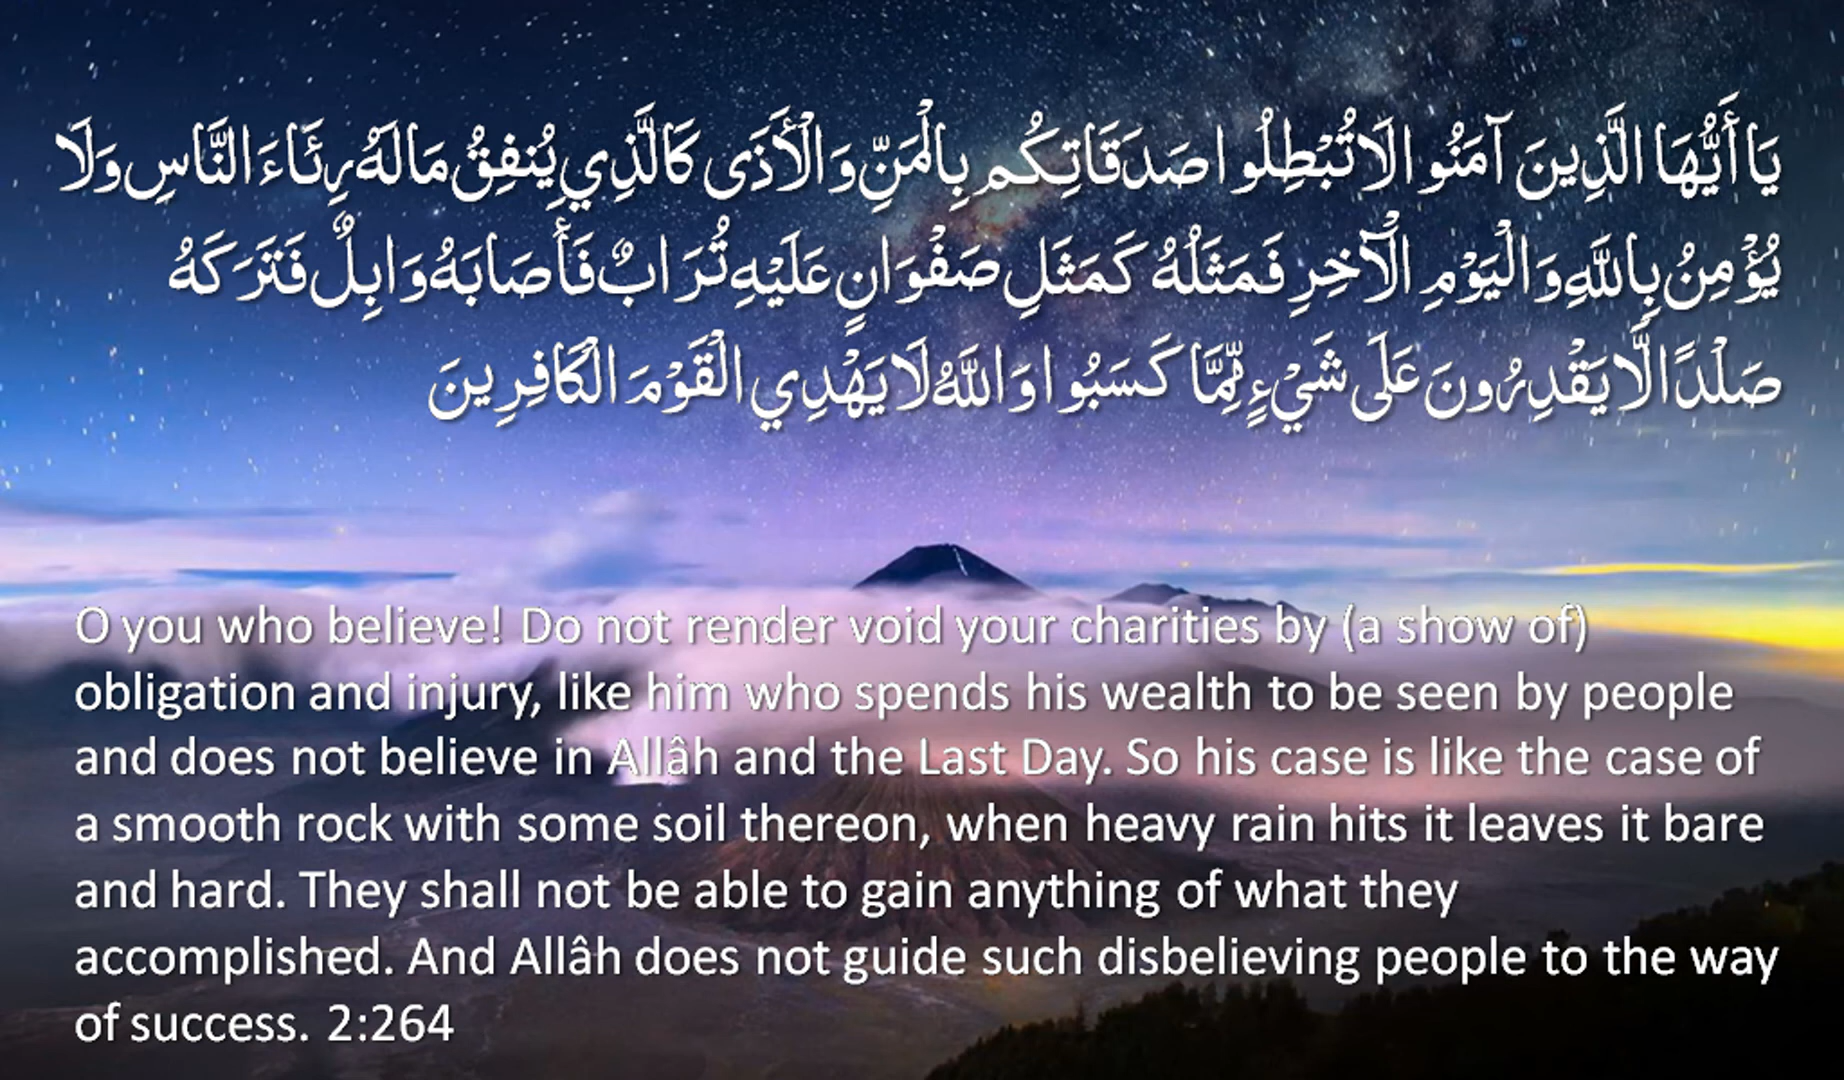 يَا أَيُّهَا الَّذِينَ آمَنُوا لَا تُبْطِلُوا صَدَقَاتِكُم بِالْمَنِّ وَالْأَذَى كَالَّذِي يُنفِقُ مَالَهُ رِئَاءَ النَّاسِ وَلَا
يُؤْمِنُ بِاللَّهِ وَالْيَوْمِ الْآخِرِ فَمَثَلُهُ كَمَثَلِ صَفْوَانٍ عَلَيْهِ تُرَابٌ فَأَصَابَهُ وَابِلٌ فَتَرَكَهُ
صَلْدًا لَّا يَقْدِرُونَ عَلَى شَيْءٍ مِّمَّا كَسَبُوا وَاللَّهُ لَا يَهْدِي الْقَوْمَ الْكَافِرِينَ
O you who believe! Do not render void your charities by (a show of)
obligation and injury, like him who spends his wealth to be seen by people
and does not believe in Allâh and the Last Day. So his case is like the case of
a smooth rock with some soil thereon, when heavy rain hits it leaves it bare
and hard. They shall not be able to gain anything of what they
accomplished. And Allâh does not guide such disbelieving people to the way
of success. 2:264